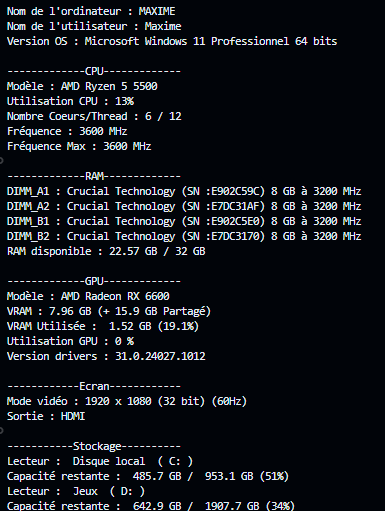 Nom de l'ordinateur : MAXIME
Nom de l'utilisateur : Maxime
Version OS : Microsoft Windows 11 Professionnel 64 bits
-------------CPU-------------
Modèle : AMD Ryzen 5 5500
Utilisation CPU : 13%
Nombre Coeurs/Thread : 6 / 12
Fréquence : 3600 MHz
Fréquence Max : 3600 MHz
-------------RAM-------------
DIMM_A1 : Crucial Technology (SN :E902C59C) 8 GB à 3200 MHz
DIMM_A2 : Crucial Technology (SN :E7DC31AF) 8 GB à 3200 MHz
DIMM_B1 : Crucial Technology (SN :E902C5E0) 8 GB à 3200 MHz
DIMM_B2 : Crucial Technology (SN :E7DC3170) 8 GB à 3200 MHz
RAM disponible : 22.57 GB / 32 GB
-------------GPU-------------
Modèle : AMD Radeon RX 6600
VRAM : 7.96 GB (+ 15.9 GB Partagé)
VRAM Utilisée :  1.52 GB (19.1%)
Utilisation GPU : 0 %
Version drivers : 31.0.24027.1012
------------Ecran------------
Mode vidéo : 1920 x 1080 (32 bit) (60Hz)
Sortie : HDMI
-----------Stockage----------
Lecteur :  Disque local  ( C: )
Capacité restante :  485.7 GB /  953.1 GB (51%)
Lecteur :  Jeux  ( D: )
Capacité restante :  642.9 GB /  1907.7 GB (34%)